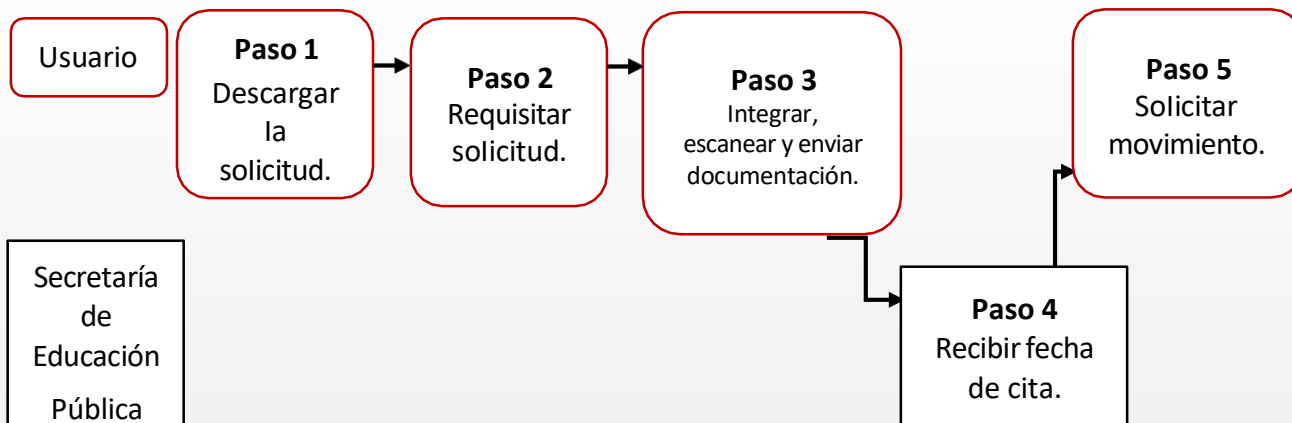 Usuario
Paso 1
Descargar
la
solicitud.
Paso 2
Requisitar
solicitud.
Paso 3
Integrar,
escanear y enviar
documentación.
Paso 5
Solicitar
movimiento.
Secretaría
de
Educación
Pública
Paso 4
Recibir fecha
de cita.